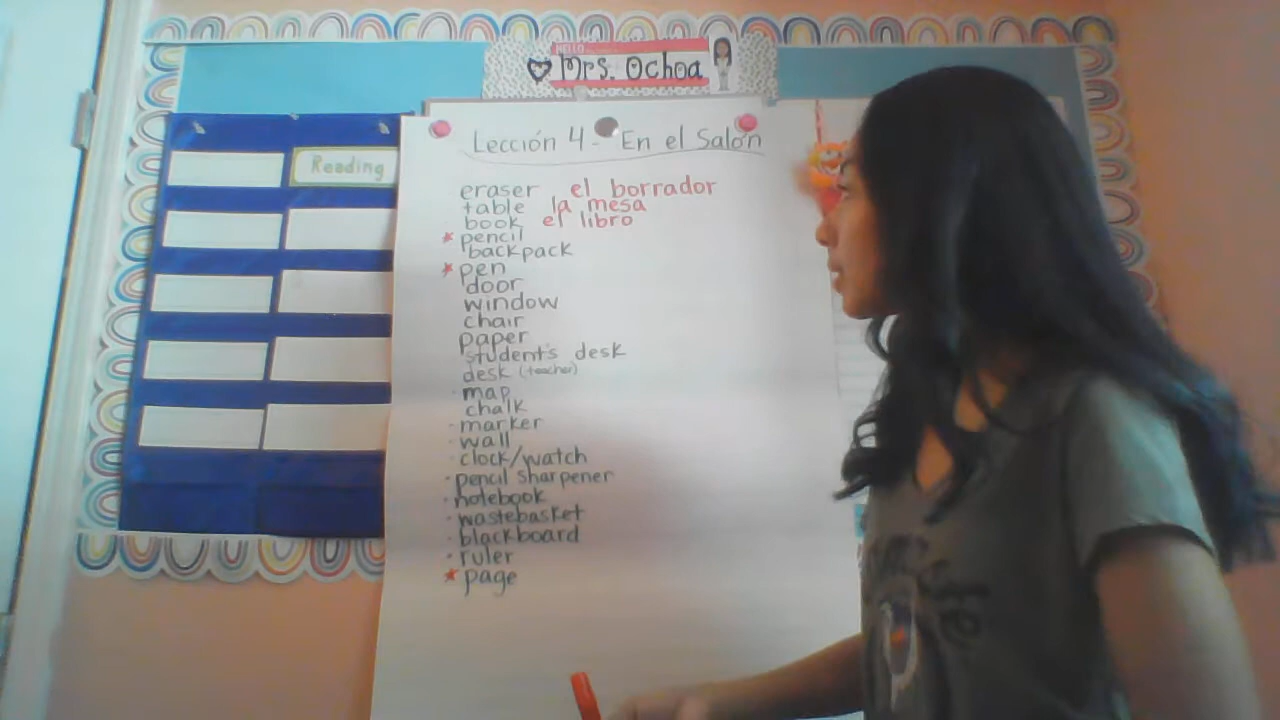 HELLO
Mrs. Ochoa
Reading
Lección 4 - En el Salón
eraser el borrador
table la mesa
book el libro
* pencil
backpack
* pen
door
window
chair
paper
student's desk
desk (teacher)
· map
chalk
· marker
· wall
· clock/watch
· pencil sharpener
· notebook
· wastebasket
· blackboard
· ruler
* page